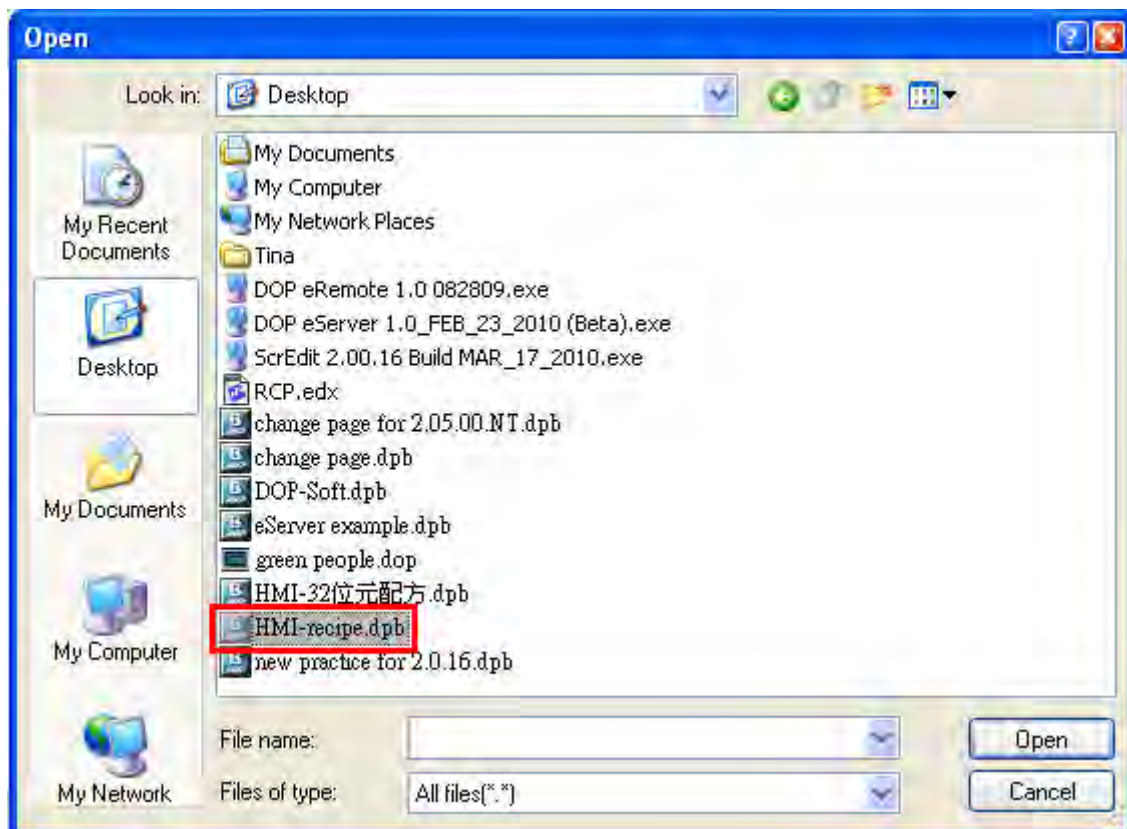 Open
Look in:
Desktop
My Recent
Documents
Desktop
My Documents
My Computer
My Network
My Documents
My Computer
My Network Places
Tina
DOP eRemote 1.0 082809.exe
DOP eServer 1.0_FEB_23_2010 (Beta).exe
ScrEdit 2.00.16 Build MAR_17_2010.exe
RCP.edx
change page for 2.05.00.NT.dpb
change page.dpb
DOP-Soft.dpb
eServer example.dpb
green people.dop
HMI-32位元配方.dpb
HMI-recipe.dpb
new practice for 2.0.16.dpb
File name:
Open
Files of type:
All files(*.*)
Cancel